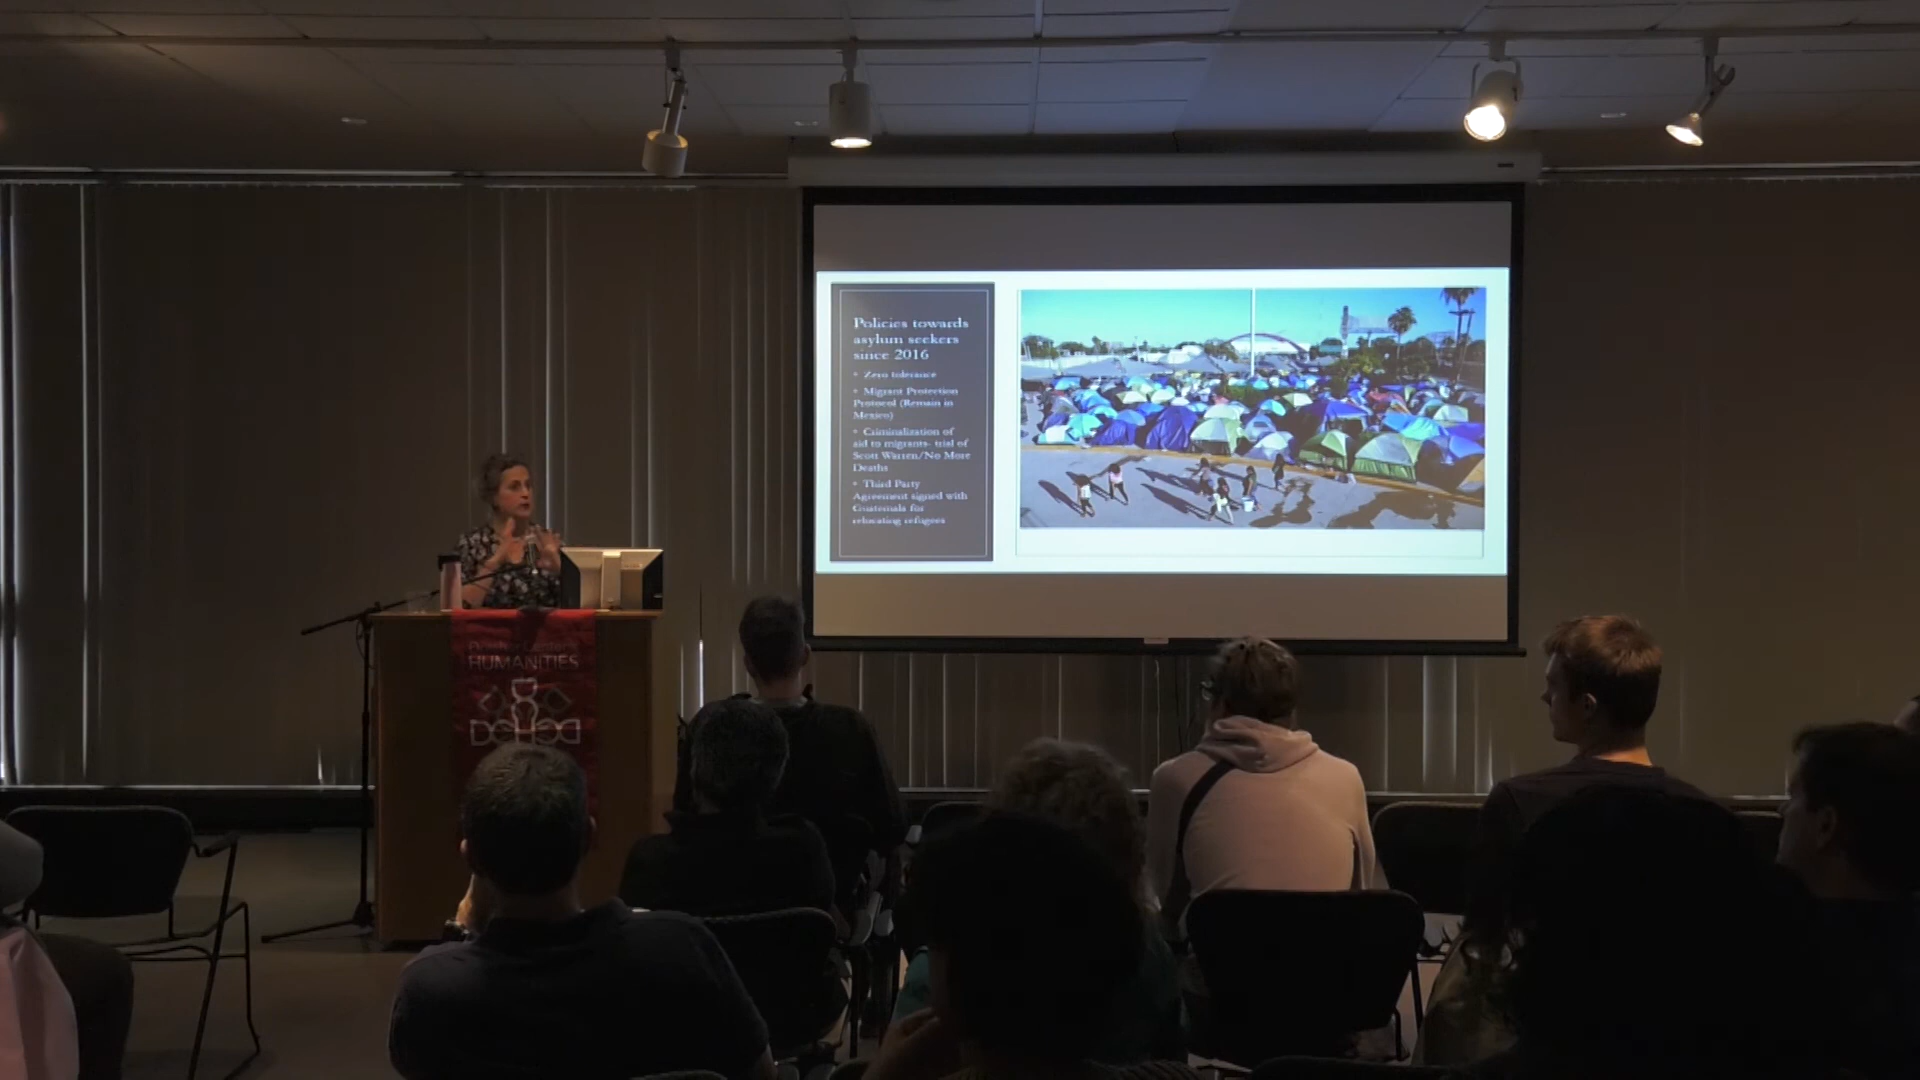 Policies towards
asylum seekers
since 2016
• Zero tolerance
• Migrant Protection
Protocol (Remain in
Mexico)
• Criminalization of
aid to migrants- trial of
Scott Warren/No More
Deaths
• Third Party
Agreement signed with
Guatemala for
relocating refugees
HUMANITIES